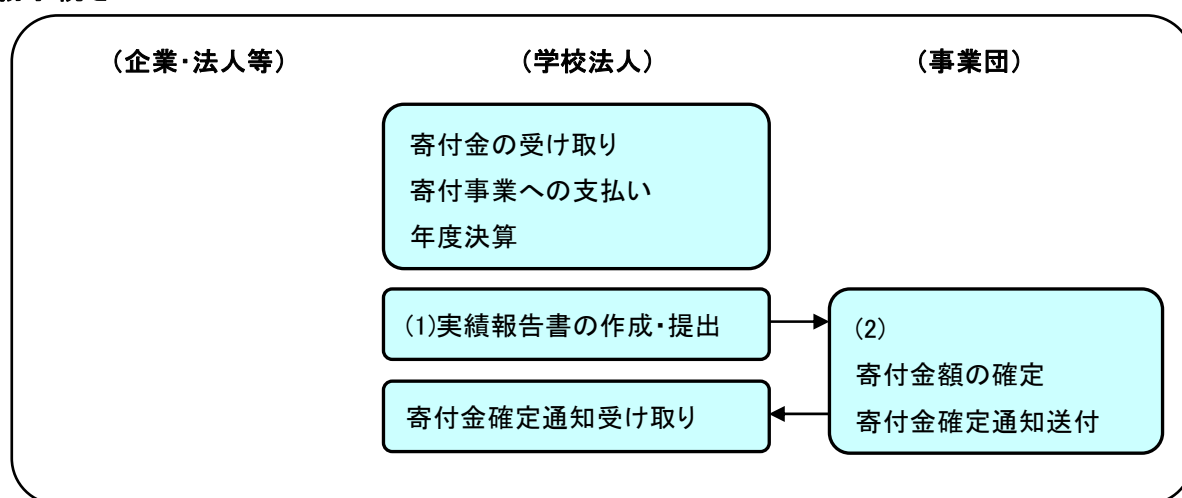 (企業・法人等)
(学校法人)
(事業団)
寄付金の受け取り
寄付事業への支払い
年度決算
(1)実績報告書の作成・提出
(2)
寄付金額の確定
寄付金確定通知送付
寄付金確定通知受け取り